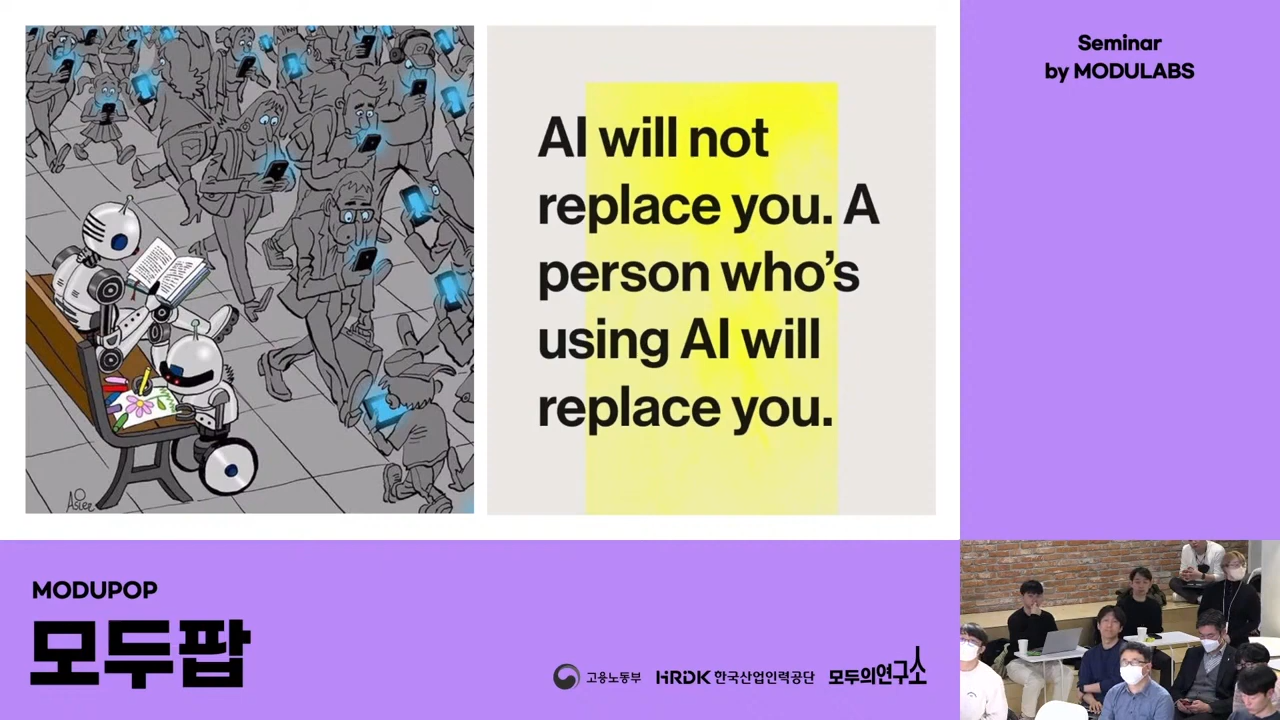 AI will not
replace you. A
person who's
using AI will
replace you.
Asier
Seminar
by MODULABS
MODUPOP
모두팝
고용노동부
HRDK 한국산업인력공단
모두의연구소